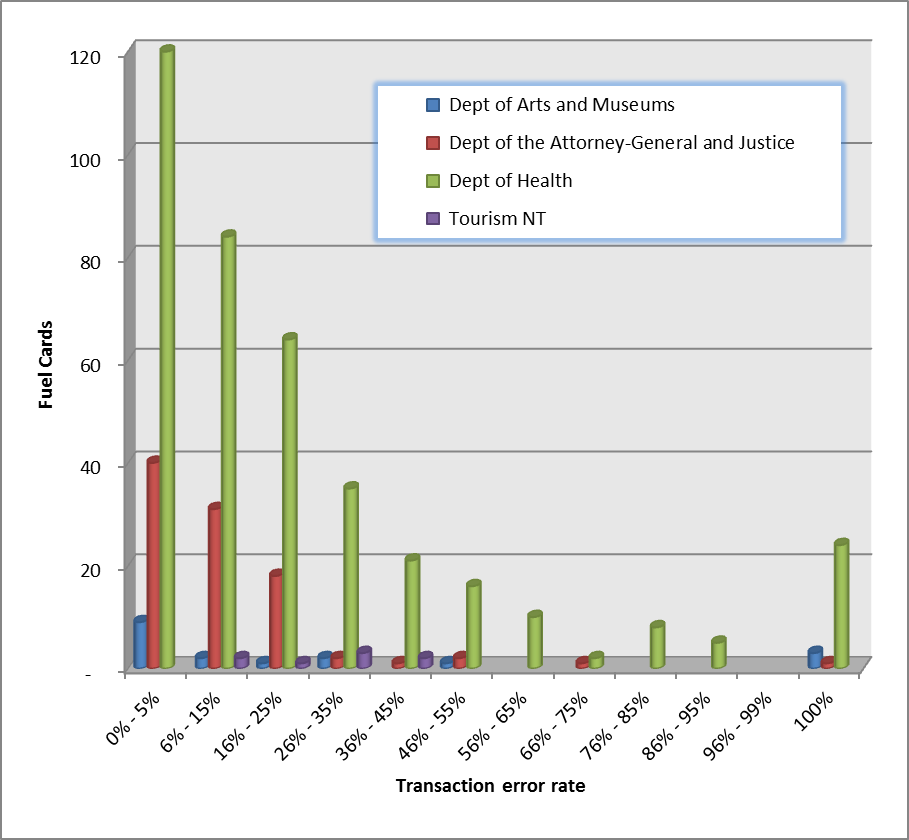 120
100
80
60
40
20
-
Fuel Cards
Dept of Arts and Museums
Dept of the Attorney-General and Justice
Dept of Health
Tourism NT
0% - 5%
6% - 15%
16% - 25%
26% - 35%
36% - 45%
46% - 55%
56% - 65%
66% - 75%
76% - 85%
86% - 95%
96% - 99%
100%
Transaction error rate